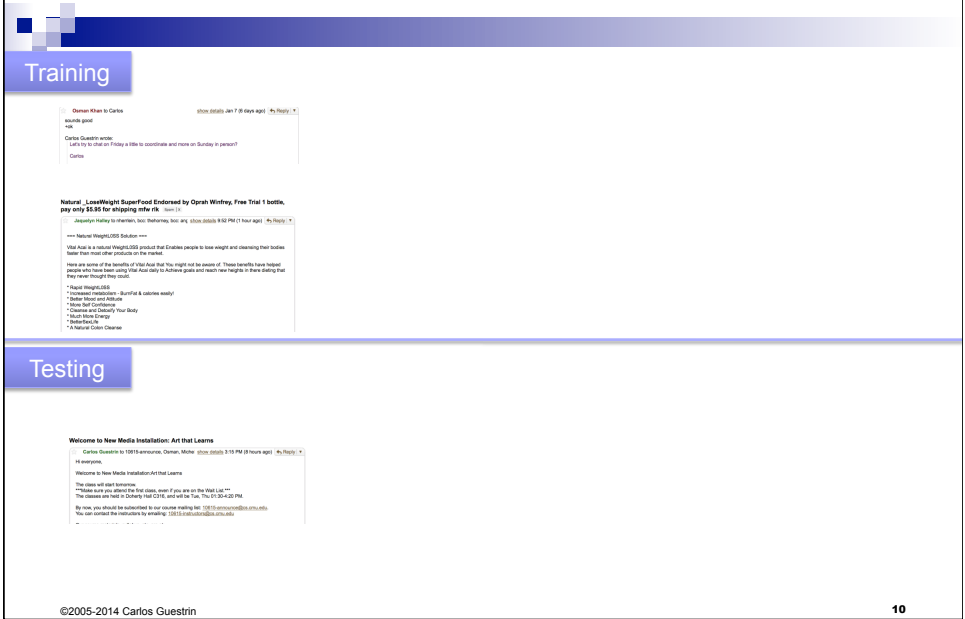 Training
Osman Khan to Carlos show details Jan 7 (6 days ago) Reply
sounds good
+ok
Carlos Guestrin wrote:
Let's try to chat on Friday a little to coordinate and more on Sunday in person?
Carlos
Natural _LoseWeight SuperFood Endorsed by Oprah Winfrey, Free Trial 1 bottle,
pay only $5.95 for shipping mfw rlk Spam | X
Jaquelyn Halley to nherrlein, bcc: thehorney, bcc: ang show details 9:52 PM (1 hour ago) Reply
=== Natural WeightL0SS Solution ===
Vital Acai is a natural WeightL0SS product that Enables people to lose wieght and cleansing their bodies
faster than most other products on the market.
Here are some of the benefits of Vital Acai that You might not be aware of. These benefits have helped
people who have been using Vital Acai daily to Achieve goals and reach new heights in there dieting that
they never thought they could.
* Rapid WeightL0SS
* Increased metabolism - BurnFat & calories easily!
* Better Mood and Attitude
* More Self Confidence
* Cleanse and Detoxify Your Body
* Much More Energy
* BetterSexLife
* A Natural Colon Cleanse
Testing
Welcome to New Media Installation: Art that Learns
Carlos Guestrin to 10615-announce, Osman, Miche show details 3:15 PM (8 hours ago) Reply
Hi everyone,
Welcome to New Media Installation:Art that Learns
The class will start tomorrow.
***Make sure you attend the first class, even if you are on the Wait List.***
The classes are held in Doherty Hall C316, and will be Tue, Thu 01:30-4:20 PM.
By now, you should be subscribed to our course mailing list: 10615-announce@cs.cmu.edu.
You can contact the instructors by emailing: 10615-instructors@cs.cmu.edu
©2005-2014 Carlos Guestrin
10